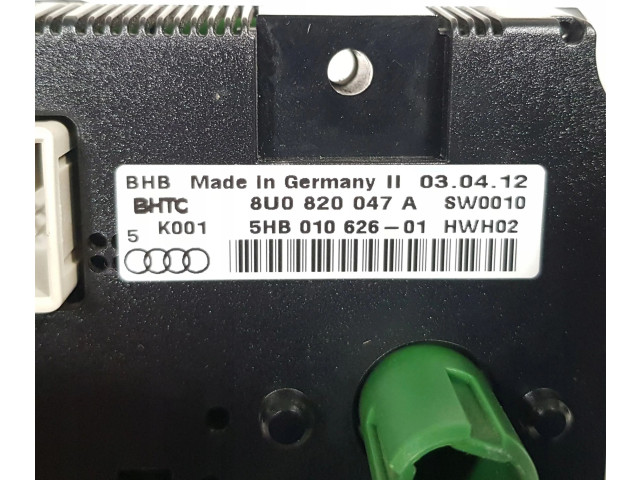 BHB Made In Germany II 03.04.12
BHTC 8U0 820 047 A SW0010
5 K001 5HB 010 626-01 HWH02